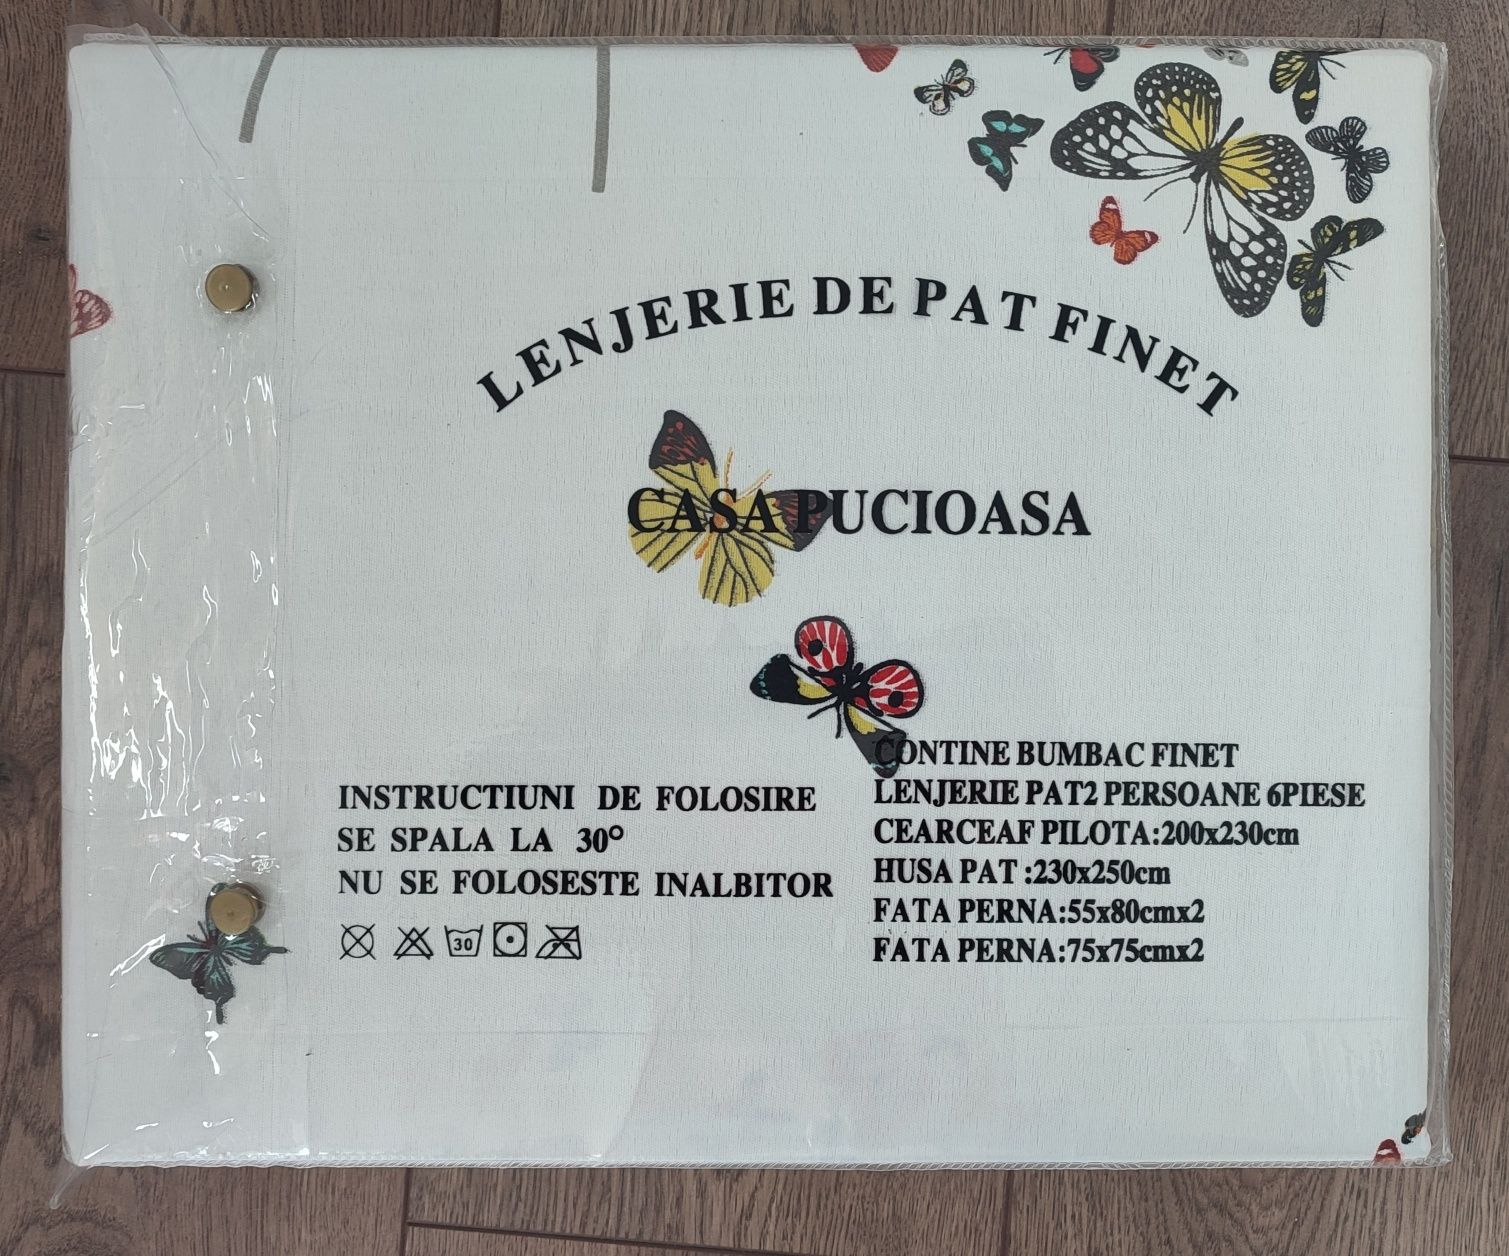 LENJERIE DE PAT FINET
CASA PUCIOASA
INSTRUCTIUNI DE FOLOSIRE
SE SPALA LA 30°
NU SE FOLOSESTE INALBITOR
30
CONTINE BUMBAC FINET
LENJERIE PAT2 PERSOANE 6PIESE
CEARCEAF PILOTA:200x230cm
HUSA PAT :230x250cm
FATA PERNA:55x80cmx2
FATA PERNA:75x75cmx2